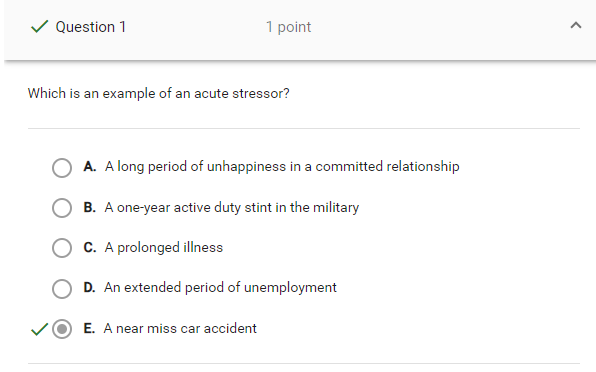 Question 1 1 point
Which is an example of an acute stressor?
A. A long period of unhappiness in a committed relationship
B. A one-year active duty stint in the military
C. A prolonged illness
D. An extended period of unemployment
E. A near miss car accident